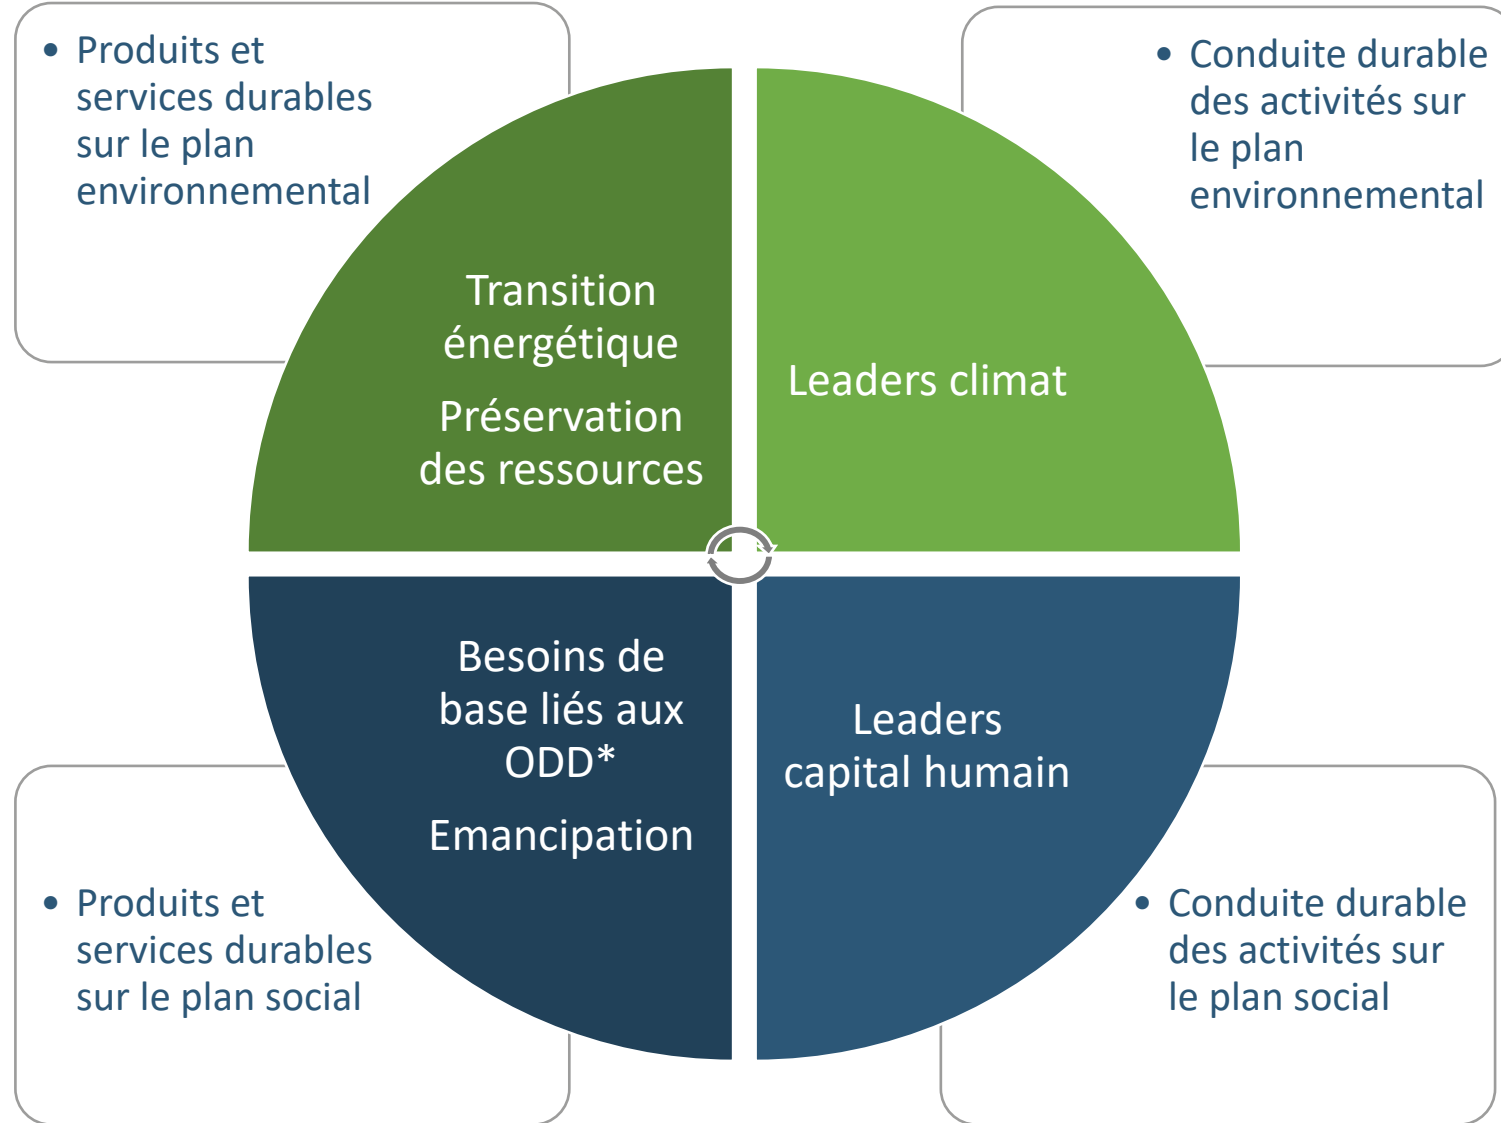 • Produits et
services durables
sur le plan
environnemental
• Conduite durable
des activités sur
le plan
environnemental
Transition
énergétique
Préservation
des ressources
Leaders climat
Besoins de
base liés aux
ODD*
Emancipation
Leaders
capital humain
• Produits et
services durables
sur le plan social
• Conduite durable
des activités sur
le plan social